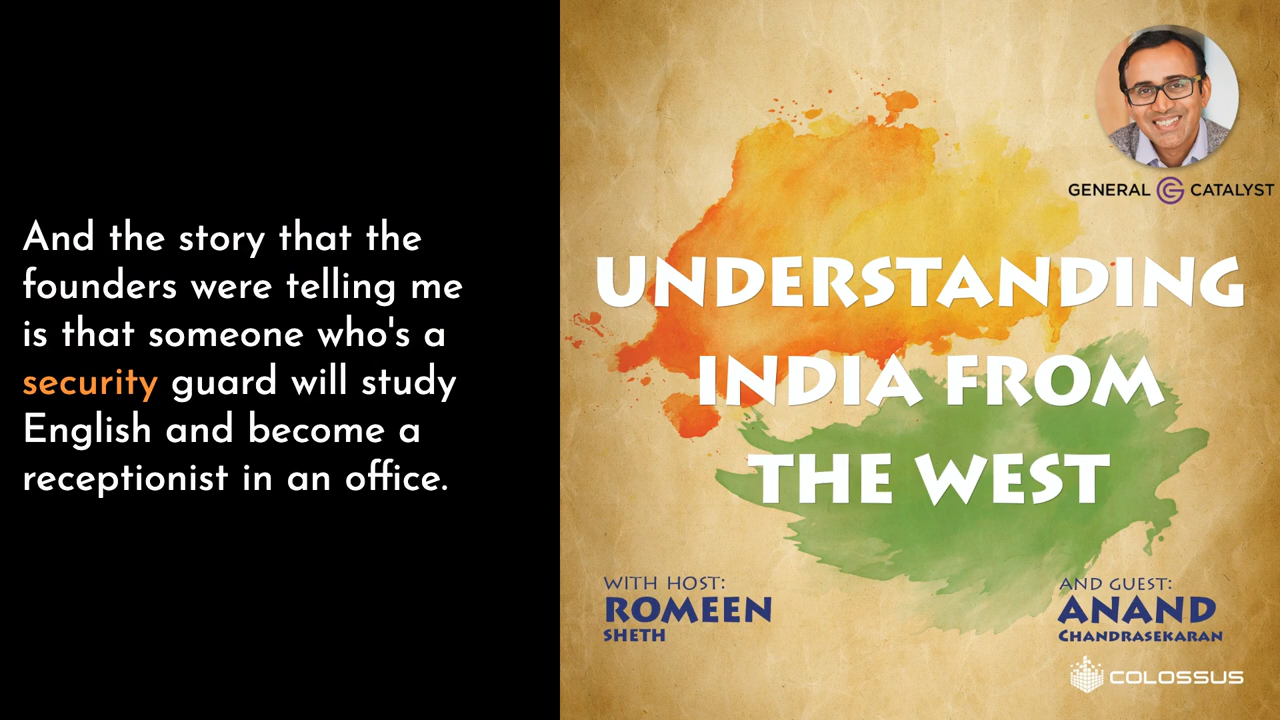 And the story that the
founders were telling me
is that someone who's a
security guard will study
English and become a
receptionist in an office.
GENERAL CATALYST
UNDERSTANDING
INDIA FROM
THE WEST
WITH HOST:
ROMEEN
SHETH
AND GUEST:
ANAND
CHANDRASEKARAN
COLOSSUS